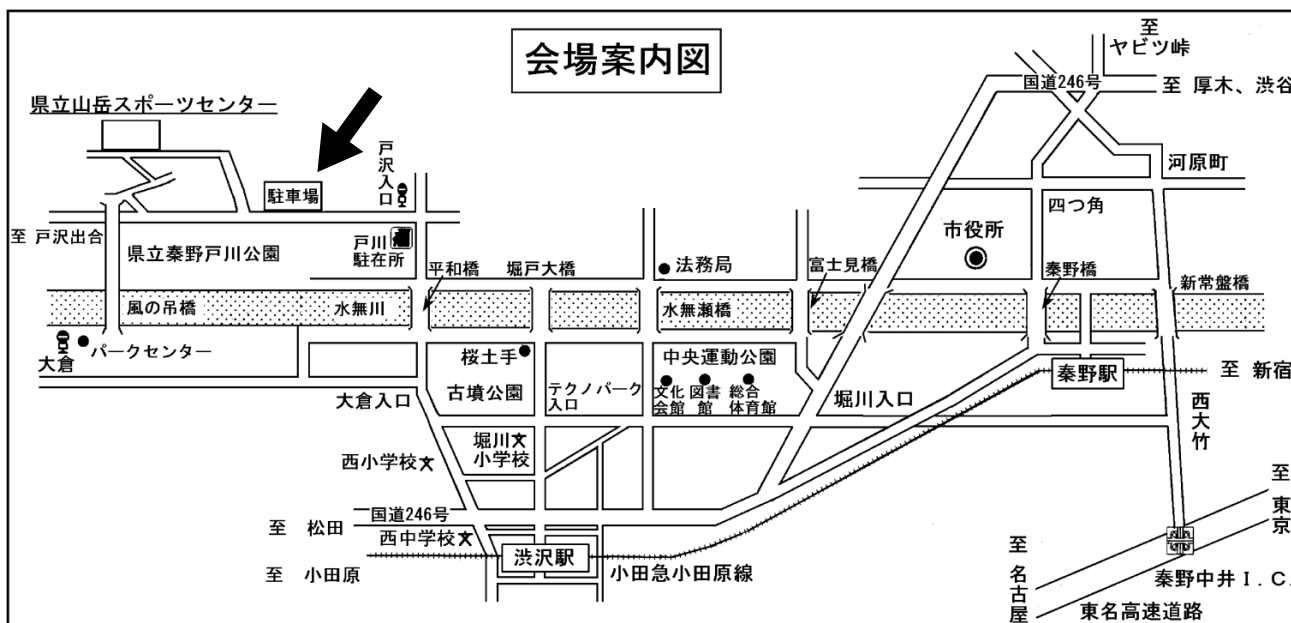 会場案内図
至
ヤビツ峠
国道246号
至 厚木、渋谷
県立山岳スポーツセンター
戸沢入口
河原町
駐車場
四つ角
至 戸沢出合
県立秦野戸川公園
戸川
駐在所
市役所
平和橋
堀戸大橋
法務局
富士見橋
秦野橋
新常盤橋
風の吊橋
水無川
水無瀬橋
大倉
パークセンター
桜土手
古墳公園
中央運動公園
秦野駅
至 新宿
大倉入口
テクノパーク
入口
文化
会館
図書
館
総合
体育館
堀川入口
西大竹
堀川
小学校
西小学校
至 松田
国道246号
西中学校
渋沢駅
至 小田原
小田急小田原線
至 東京
至 名古屋
秦野中井I.C.
東名高速道路